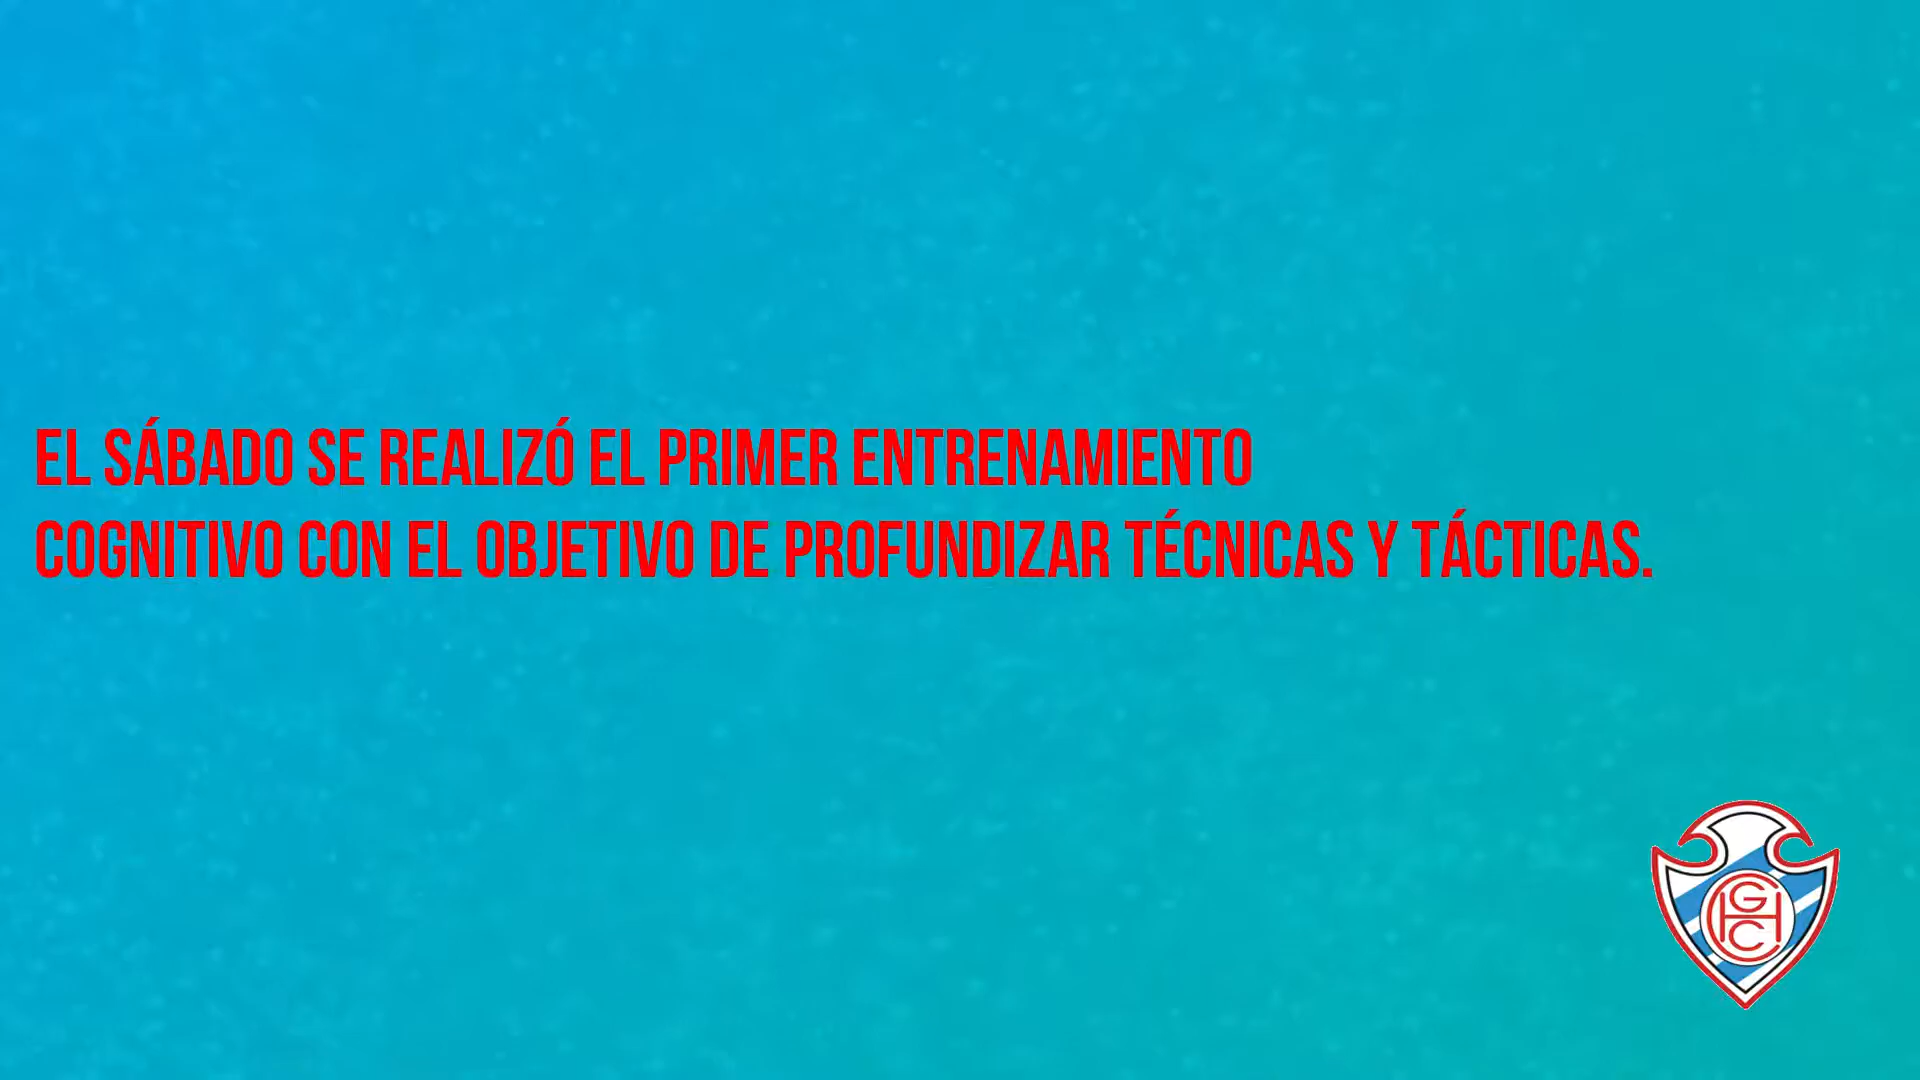 EL SÁBADO SE REALIZÓ EL PRIMER ENTRENAMIENTO
COGNITIVO CON EL OBJETIVO DE PROFUNDIZAR TÉCNICAS Y TÁCTICAS.
GHC